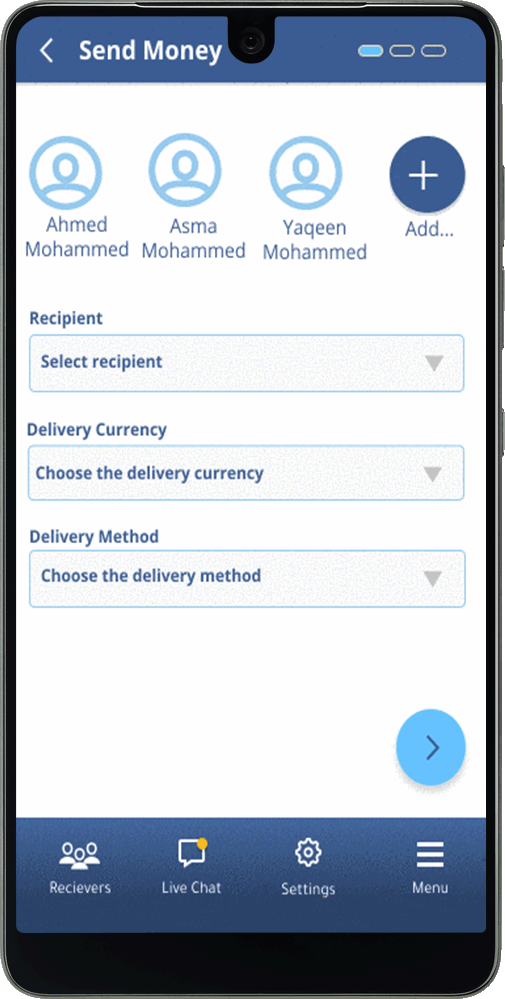 Send Money
Ahmed
Mohammed
Asma
Mohammed
Yaqeen
Mohammed
Add...
Recipient
Select recipient
Delivery Currency
Choose the delivery currency
Delivery Method
Choose the delivery method
Recievers
Live Chat
Settings
Menu